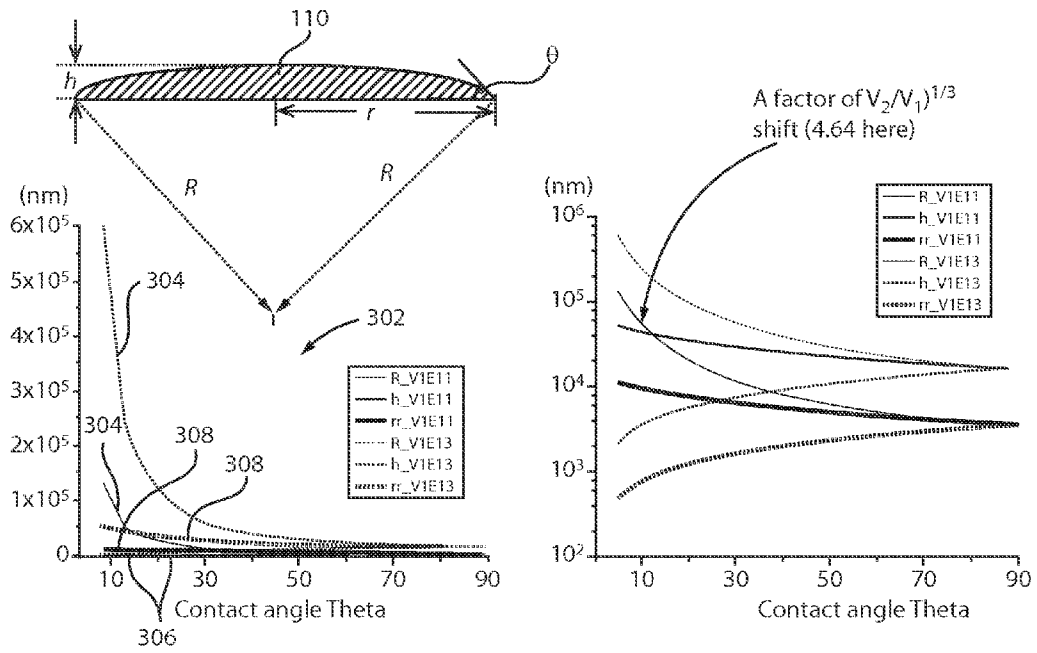 110
θ
h
r
R
R
A factor of V₂/V₁)^1/3
shift (4.64 here)
(nm)
6x10⁵
5x10⁵
4x10⁵
3x10⁵
2x10⁵
1x10⁵
0
10
30
50
70
90
Contact angle Theta
304
302
304
308
308
306
R_V1E11
h_V1E11
rr_V1E11
R_V1E13
h_V1E13
rr_V1E13
(nm)
10⁶
10⁵
10⁴
10³
10²
10
30
50
70
90
Contact angle Theta
R_V1E11
h_V1E11
rr_V1E11
R_V1E13
h_V1E13
rr_V1E13